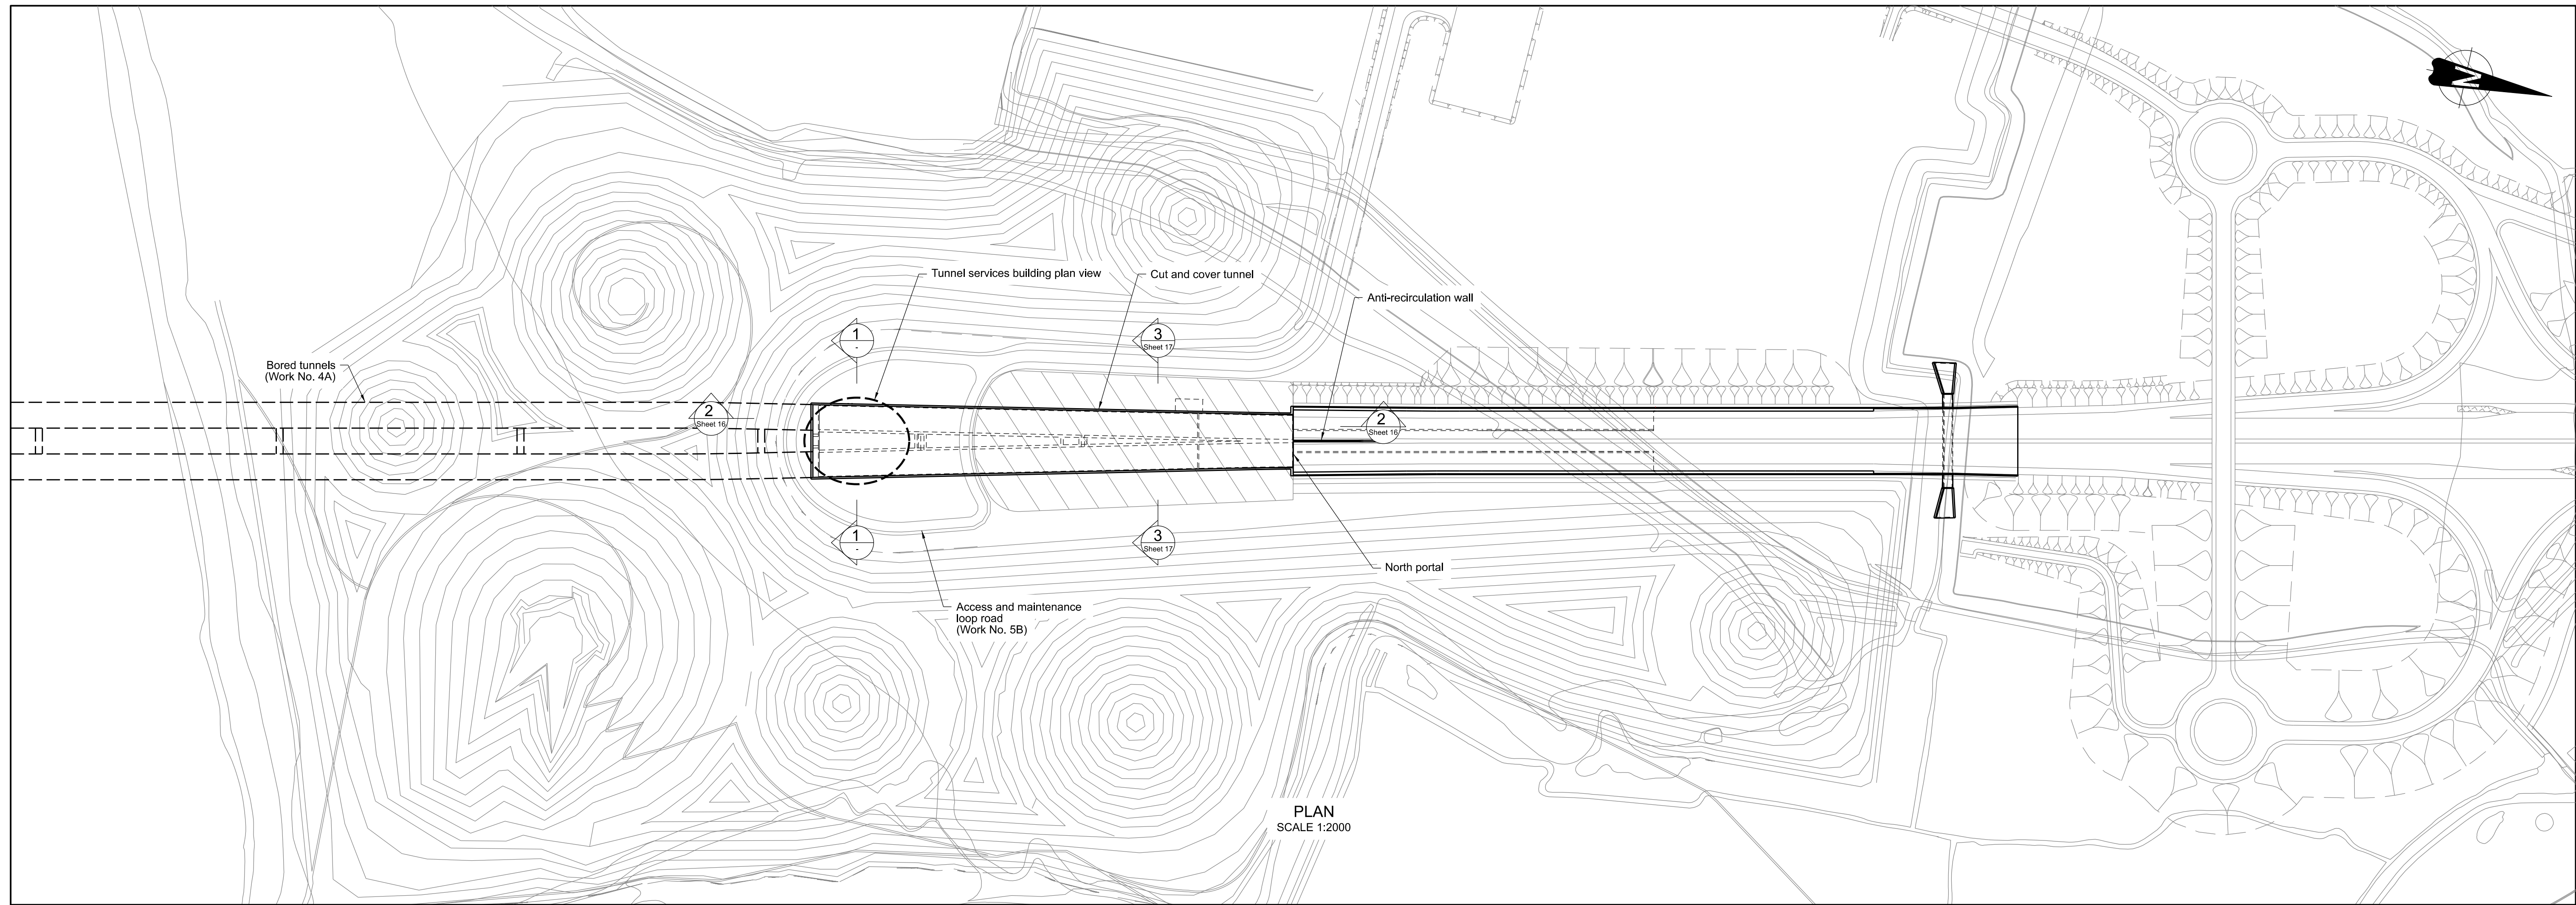 N
Tunnel services building plan view
Cut and cover tunnel
Anti-recirculation wall
1
-
3
Sheet 17
Bored tunnels
(Work No. 4A)
2
Sheet 16
2
Sheet 16
1
-
3
Sheet 17
North portal
Access and maintenance
loop road
(Work No. 5B)
PLAN
SCALE 1:2000